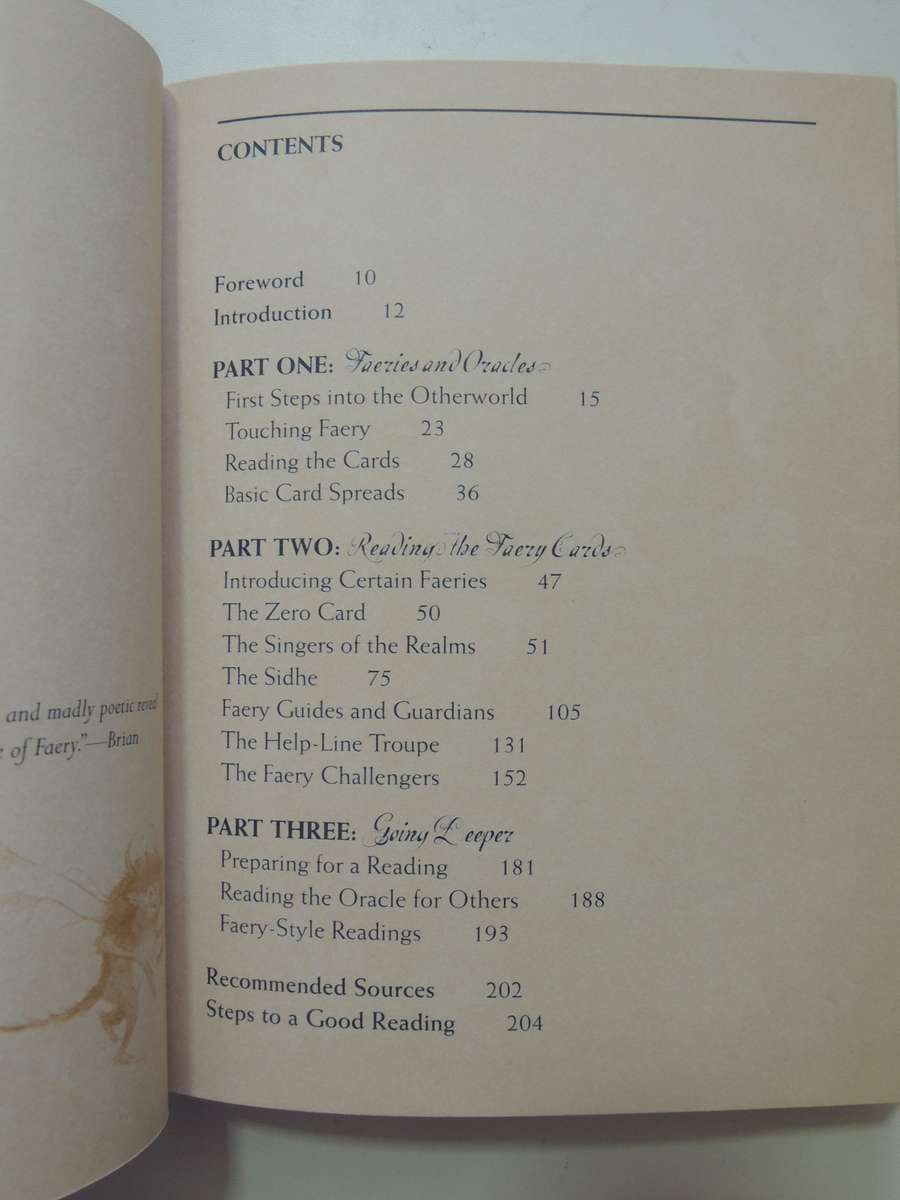 and madly poetic
of Faery."—Brian
CONTENTS
Foreword 10
Introduction 12
PART ONE: Faeries and Oracles
First Steps into the Otherworld 15
Touching Faery 23
Reading the Cards 28
Basic Card Spreads 36
PART TWO: Reading the Faery Cards
Introducing Certain Faeries 47
The Zero Card 50
The Singers of the Realms 51
The Sidhe 75
Faery Guides and Guardians 105
The Help-Line Troupe 131
The Faery Challengers 152
PART THREE: Going Deeper
Preparing for a Reading 181
Reading the Oracle for Others 188
Faery-Style Readings 193
Recommended Sources 202
Steps to a Good Reading 204